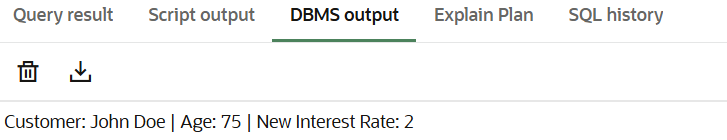 Query result Script output DBMS output Explain Plan SQL history
Customer: John Doe | Age: 75 | New Interest Rate: 2